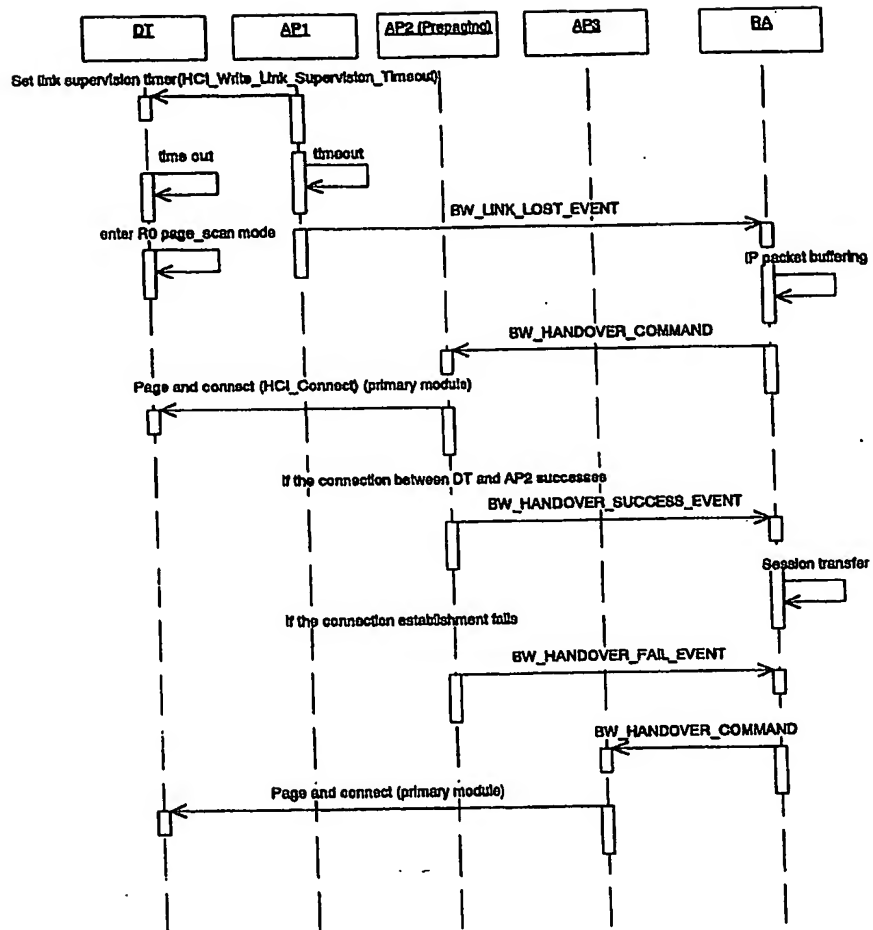 DT
AP1
AP2 (Prepaging)
AP3
RA
Set link supervision timer(HCI_Write_Link_Supervision_Timeout)
time out
timeout
BW_LINK_LOST_EVENT
enter R0 page_scan mode
IP packet buffering
BW_HANDOVER_COMMAND
Page and connect (HCI_Connect) (primary module)
If the connection between DT and AP2 successes
BW_HANDOVER_SUCCESS_EVENT
Session transfer
If the connection establishment fails
BW_HANDOVER_FAIL_EVENT
BW_HANDOVER_COMMAND
Page and connect (primary module)